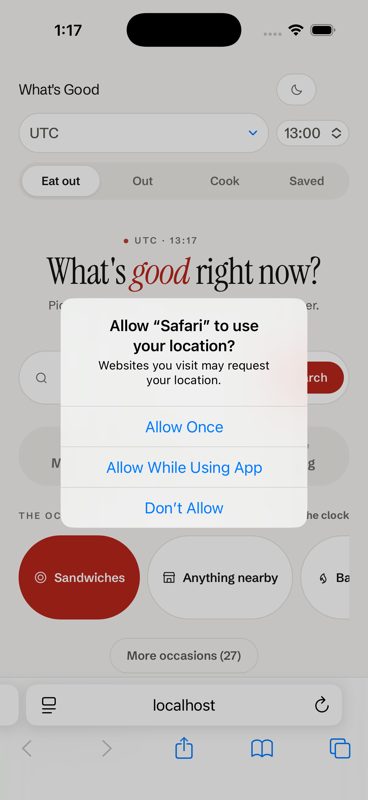 1:17
What's Good
UTC
13:00
Eat out
Out
Cook
Saved
UTC · 13:17
What's good right now?
Allow “Safari” to use
your location?
Websites you visit may request
your location.
Allow Once
Allow While Using App
Don’t Allow
he clock
Sandwiches
Anything nearby
More occasions (27)
localhost